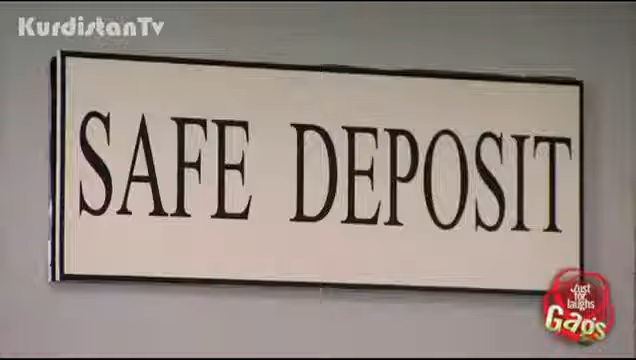 KurdistanTv
SAFE DEPOSIT
Just
for
laughs
Gags